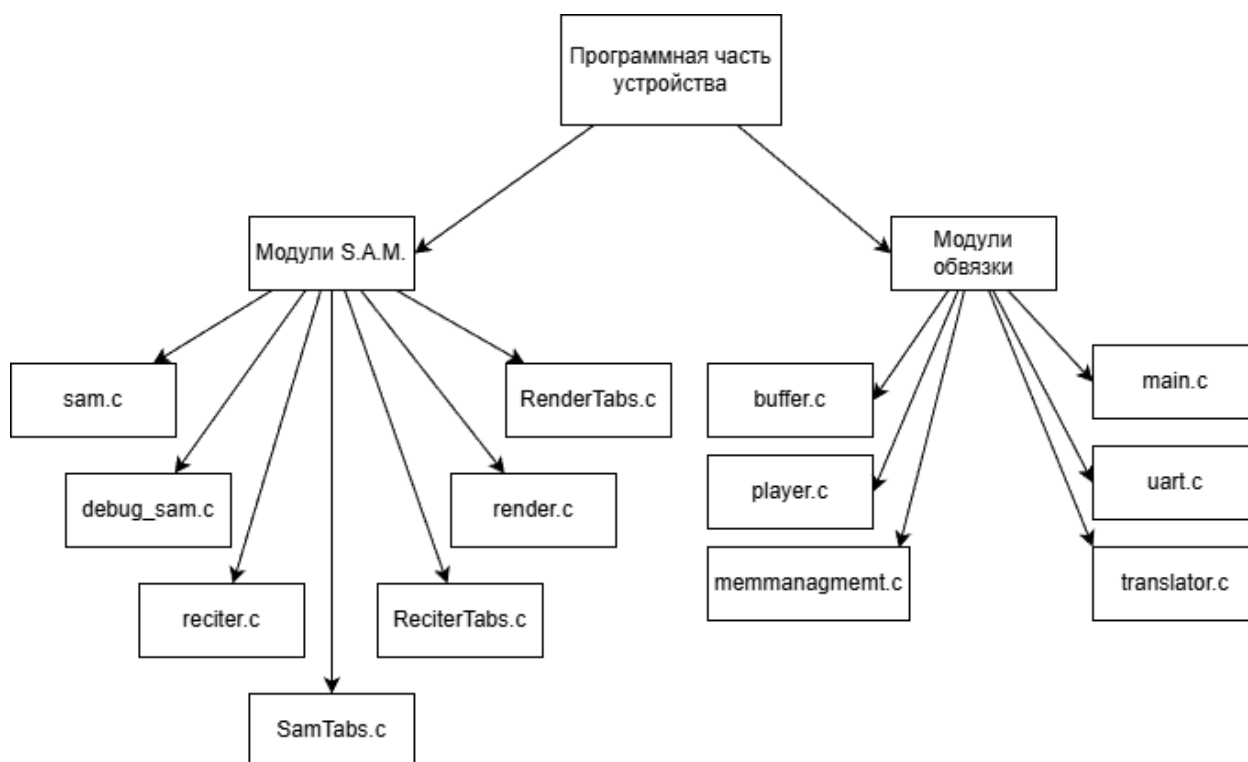 Программная часть
устройства
Модули S.A.M.
Модули
обвязки
sam.c
RenderTabs.c
debug_sam.c
render.c
reciter.c
ReciterTabs.c
SamTabs.c
buffer.c
main.c
player.c
uart.c
memmanagmemt.c
translator.c